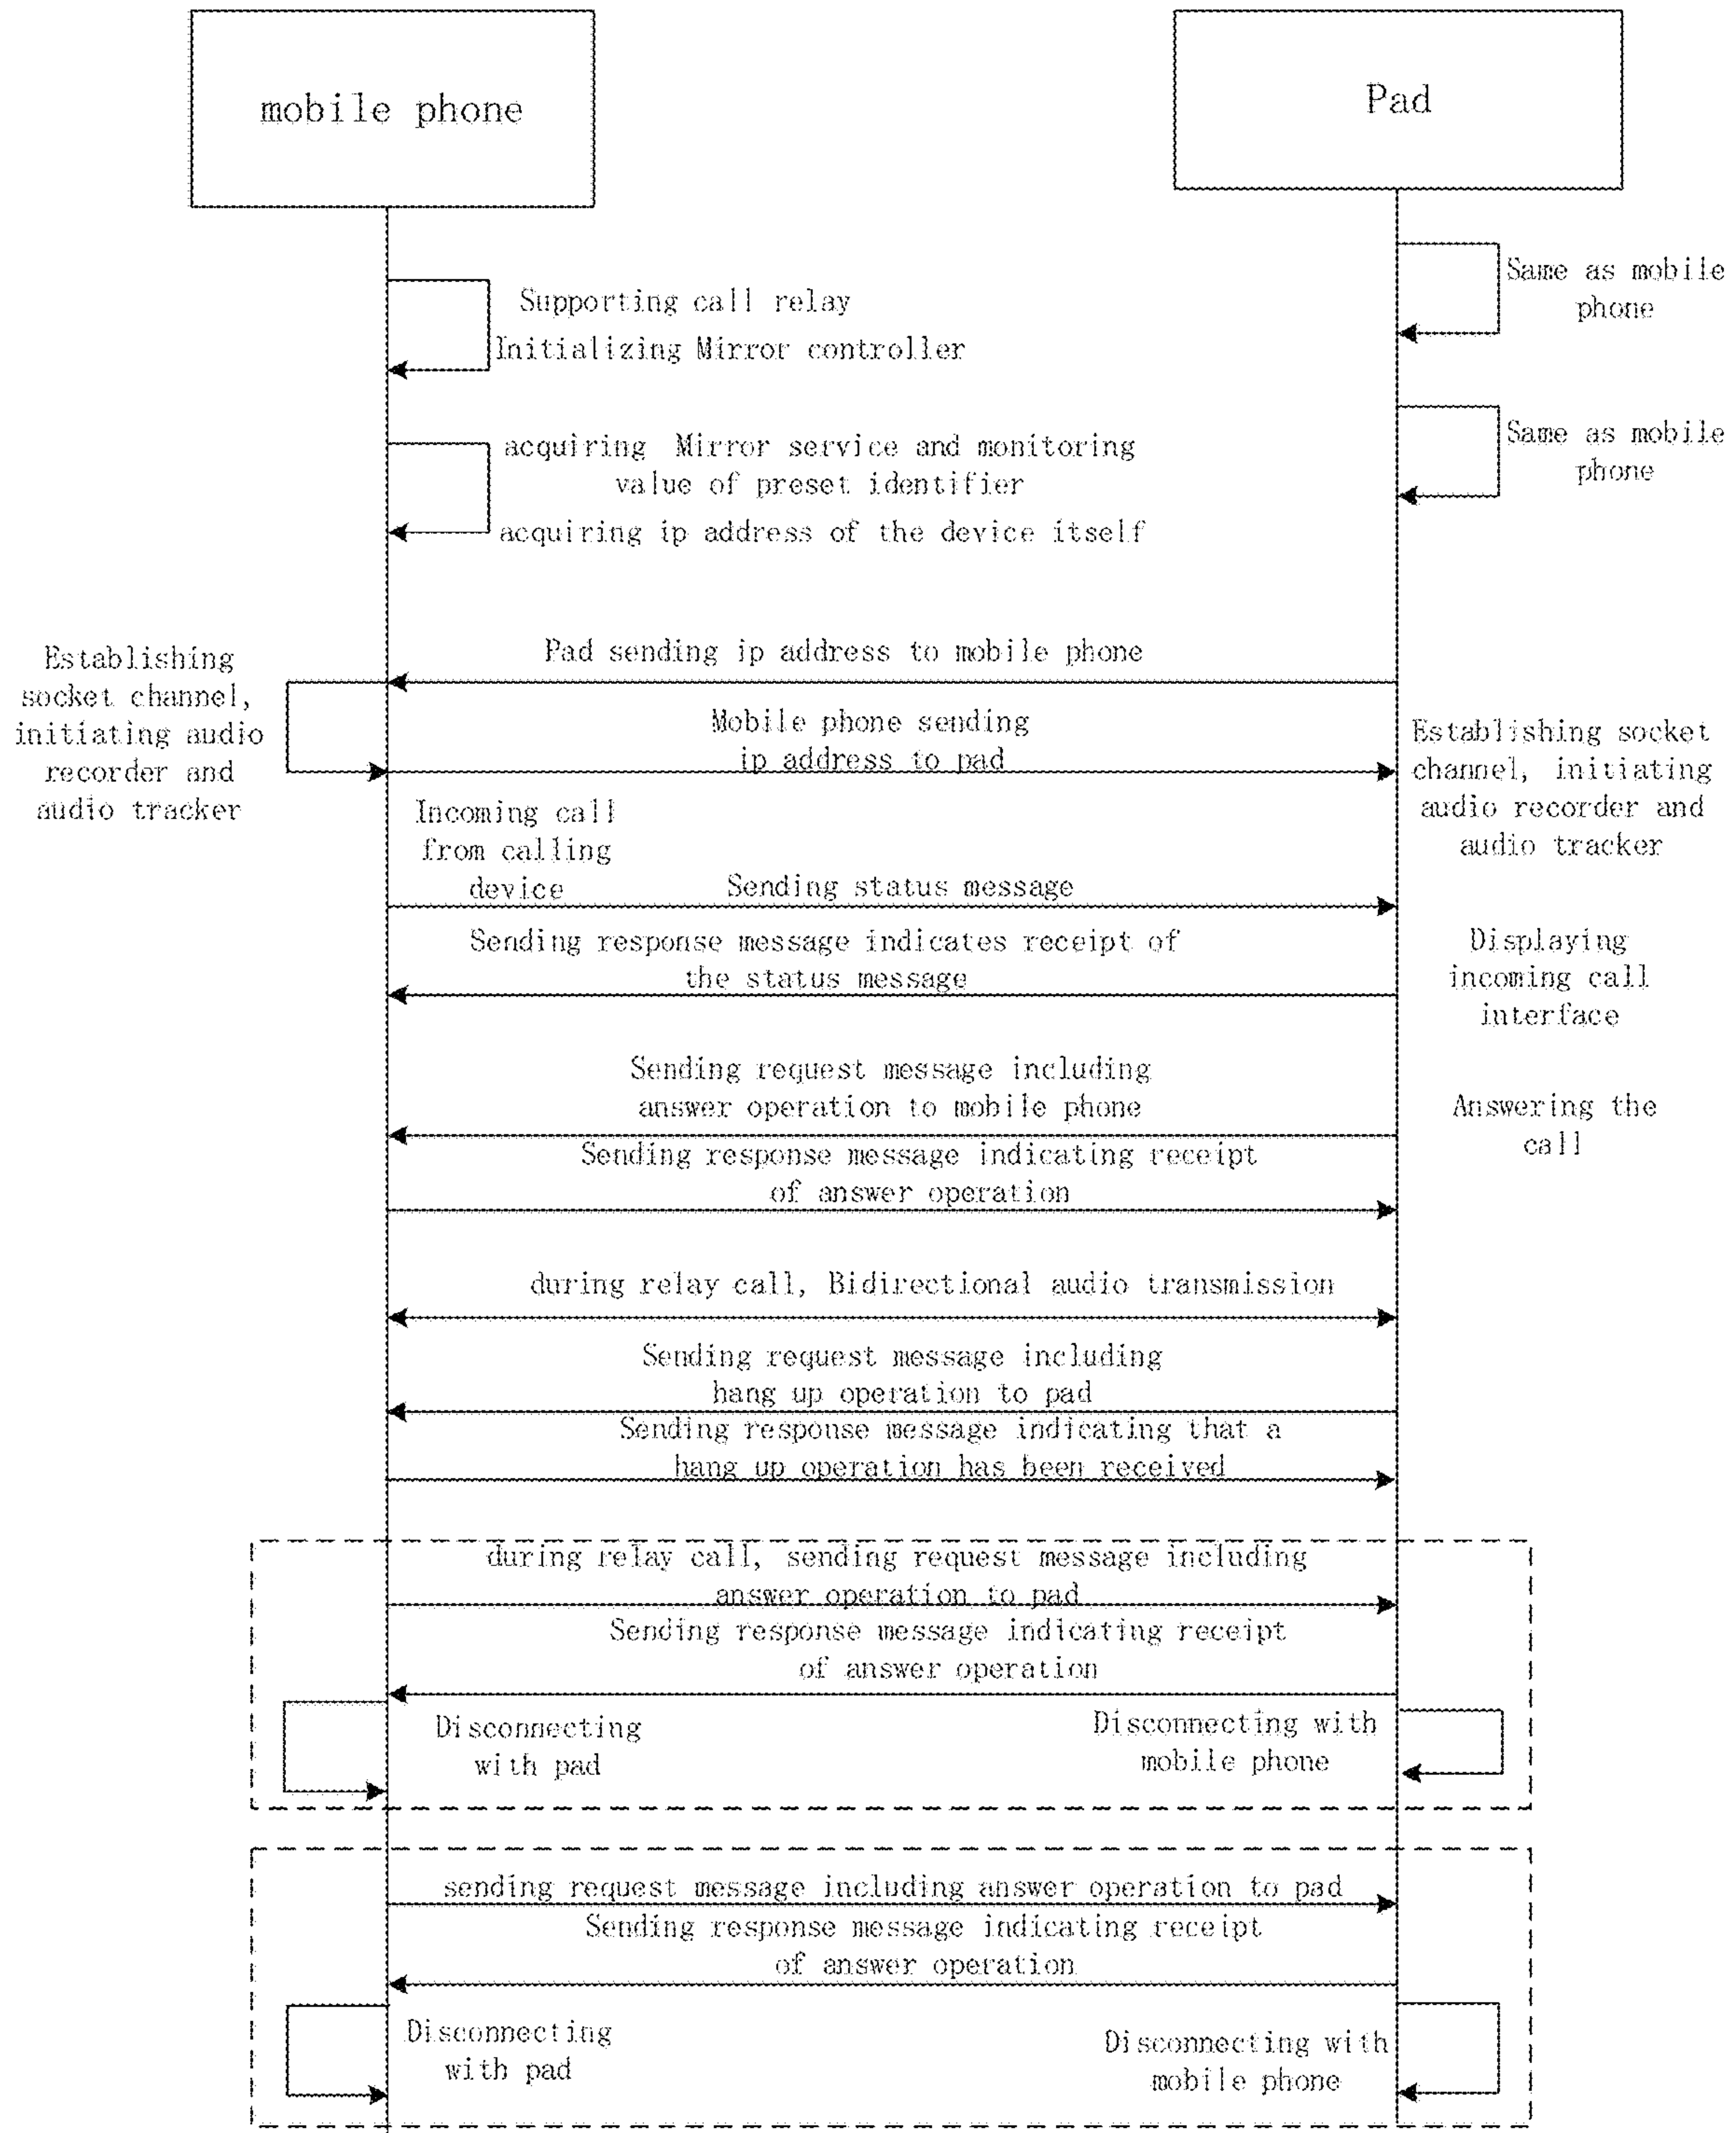 mobile phone
Pad
Same as mobile
phone
Supporting call relay
Initializing Mirror controller
Same as mobile
phone
acquiring Mirror service and monitoring
value of preset identifier
acquiring ip address of the device itself
Establishing
socket channel,
initiating audio
recorder and
audio tracker
Pad sending ip address to mobile phone
Mobile phone sending
ip address to pad
Establishing socket
channel, initiating
audio recorder and
audio tracker
Incoming call
from calling
device
Sending status message
Sending response message indicates receipt of
the status message
Displaying
incoming call
interface
Sending request message including
answer operation to mobile phone
Answering the
call
Sending response message indicating receipt
of answer operation
during relay call, Bidirectional audio transmission
Sending request message including
hang up operation to pad
Sending response message indicating that a
hang up operation has been received
during relay call, sending request message including
answer operation to pad
Sending response message indicating receipt
of answer operation
Disconnecting
with pad
Disconnecting with
mobile phone
sending request message including answer operation to pad
Sending response message indicating receipt
of answer operation
Disconnecting
with pad
Disconnecting with
mobile phone